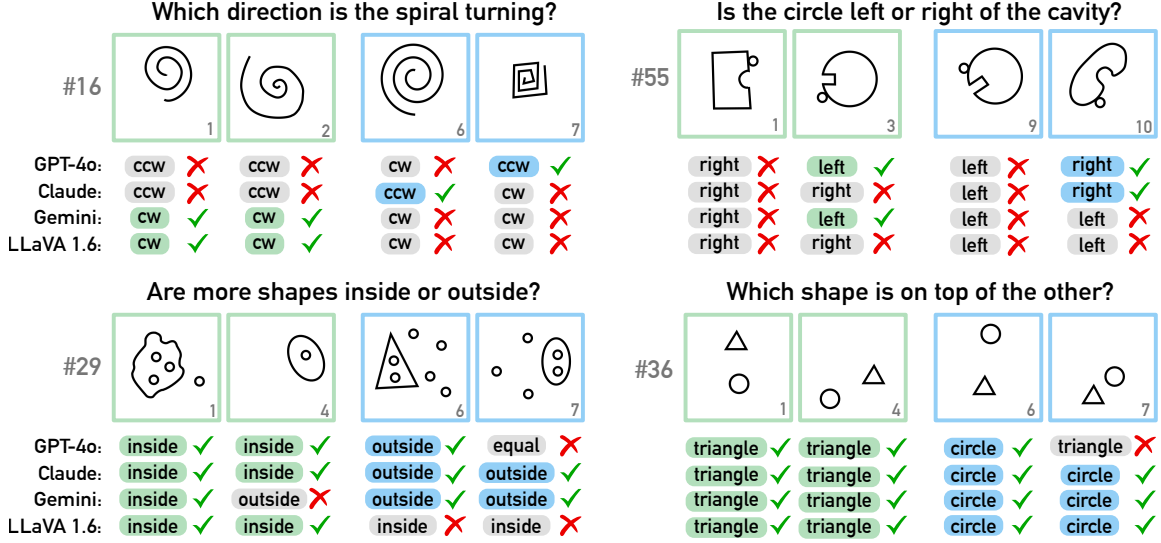 Which direction is the spiral turning?
#16
1
2
6
7
GPT-4o: ccw ccw cw ccw
Claude: ccw ccw ccw cw
Gemini: cw cw cw cw
LLaVA 1.6: cw cw cw cw
Is the circle left or right of the cavity?
#55
1
3
9
10
right left left right
right right left right
right left left left
right right left left
Are more shapes inside or outside?
#29
1
4
6
7
GPT-4o: inside inside outside equal
Claude: inside inside outside outside
Gemini: inside outside outside outside
LLaVA 1.6: inside inside inside inside
Which shape is on top of the other?
#36
1
4
6
7
triangle triangle circle triangle
triangle triangle circle circle
triangle triangle circle circle
triangle triangle circle circle